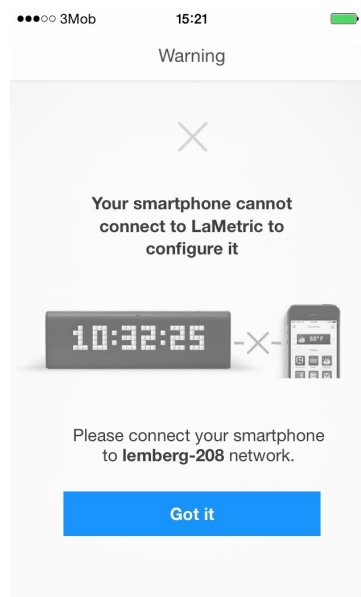 3Mob 15:21
Warning
Your smartphone cannot
connect to LaMetric to
configure it
10:32:25
68°F
Please connect your smartphone
to lemberg-208 network.
Got it